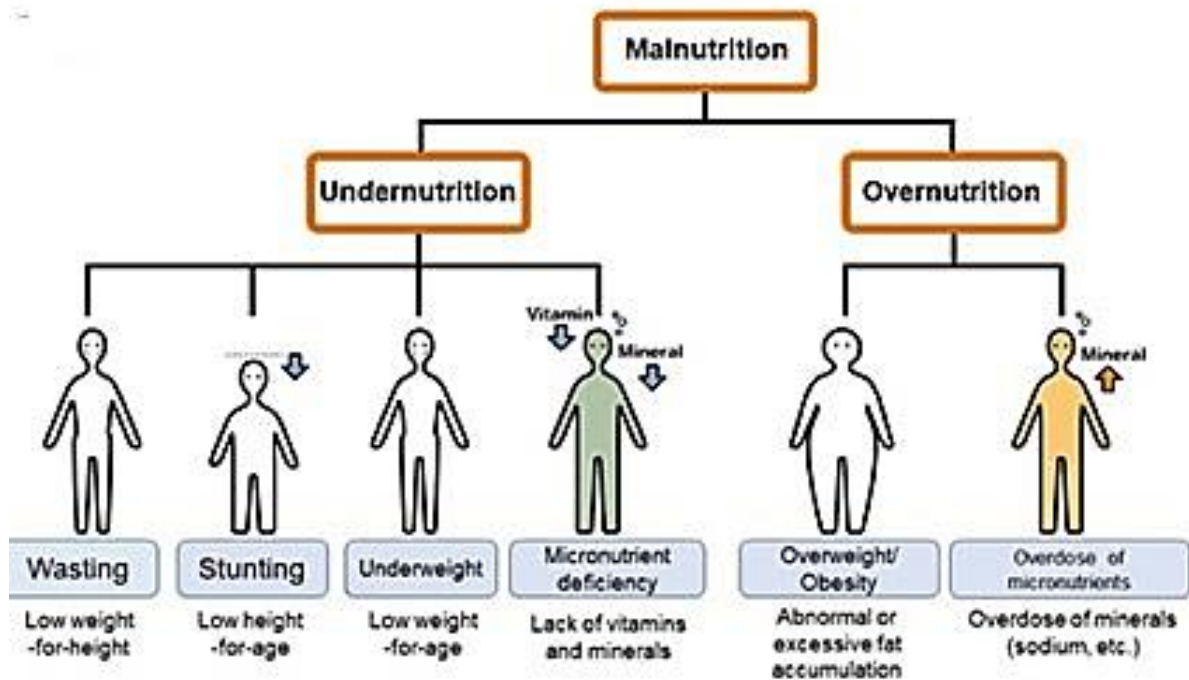 Malnutrition
Undernutrition
Overnutrition
Vitamin
Mineral
Mineral
Wasting
Stunting
Underweight
Micronutrient
deficiency
Overweight/
Obesity
Overdose of
micronutrients
Low weight
-for-height
Low height
-for-age
Low weight
-for-age
Lack of vitamins
and minerals
Abnormal or
excessive fat
accumulation
Overdose of minerals
(sodium, etc.)